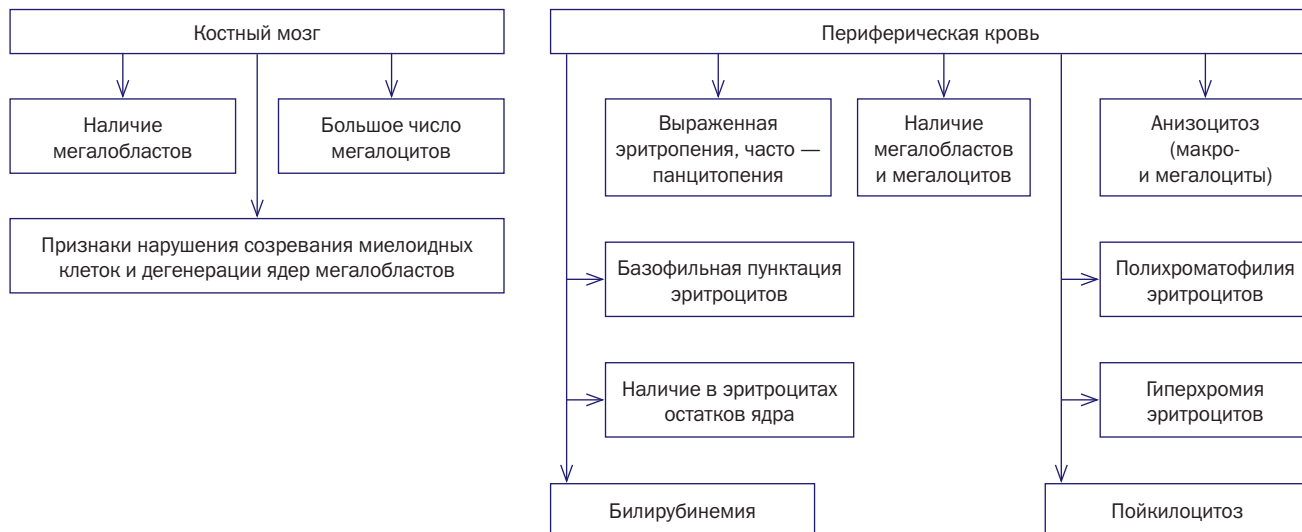 Костный мозг
Наличие
мегалобластов
Большое число
мегалоцитов
Признаки нарушения созревания миелоидных
клеток и дегенерации ядер мегалобластов
Периферическая кровь
Выраженная
эритропения, часто —
панцитопения
Наличие
мегалобластов
и мегалоцитов
Анизоцитоз
(макро-
и мегалоциты)
Базофильная пунктация
эритроцитов
Полихроматофилия
эритроцитов
Наличие в эритроцитах
остатков ядра
Гиперхромия
эритроцитов
Билирубинемия
Пойкилоцитоз